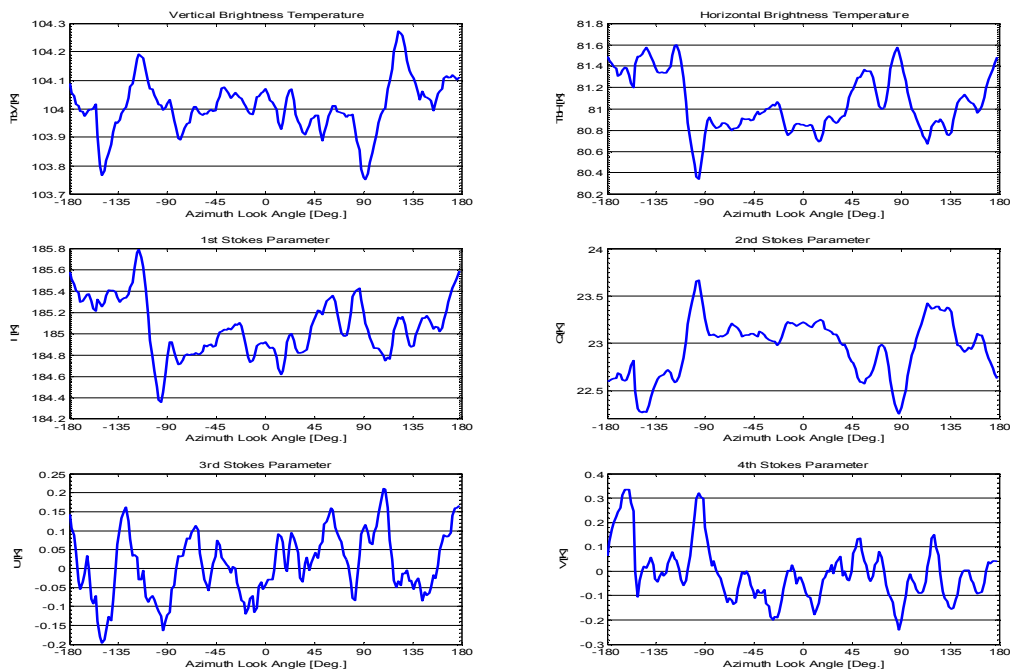 Vertical Brightness Temperature
104.3
104.2
104.1
104
103.9
103.8
103.7
TBV[K]
-180 -135 -90 -45 0 45 90 135 180
Azimuth Look Angle [Deg.]
Horizontal Brightness Temperature
81.8
81.6
81.4
81.2
81
80.8
80.6
80.4
80.2
-180 -135 -90 -45 0 45 90 135 180
Azimuth Look Angle [Deg.]
1st Stokes Parameter
185.8
185.6
185.4
185.2
185
184.8
184.6
184.4
184.2
I [K]
-180 -135 -90 -45 0 45 90 135 180
Azimuth Look Angle [Deg.]
2nd Stokes Parameter
24
23.5
23
22.5
Q[K]
-180 -135 -90 -45 0 45 90 135 180
Azimuth Look Angle [Deg.]
3rd Stokes Parameter
0.25
0.2
0.15
0.1
0.05
0
-0.05
-0.1
-0.15
-0.2
U[K]
-180 -135 -90 -45 0 45 90 135 180
Azimuth Look Angle [Deg.]
4th Stokes Parameter
0.4
0.3
0.2
0.1
0
-0.1
-0.2
-0.3
V[K]
-180 -135 -90 -45 0 45 90 135 180
Azimuth Look Angle [Deg.]